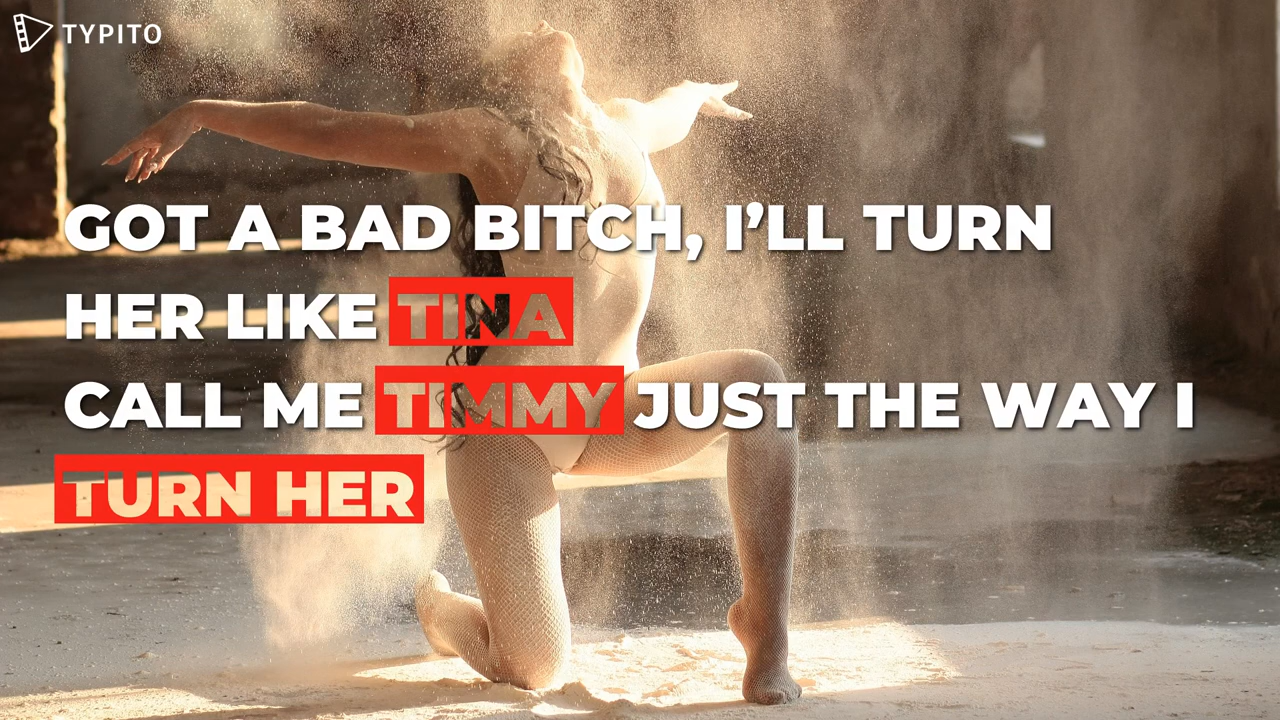 TYPITO
GOT A BAD BITCH, I'LL TURN
HER LIKE TINA
CALL ME TIMMY JUST THE WAY I
TURN HER